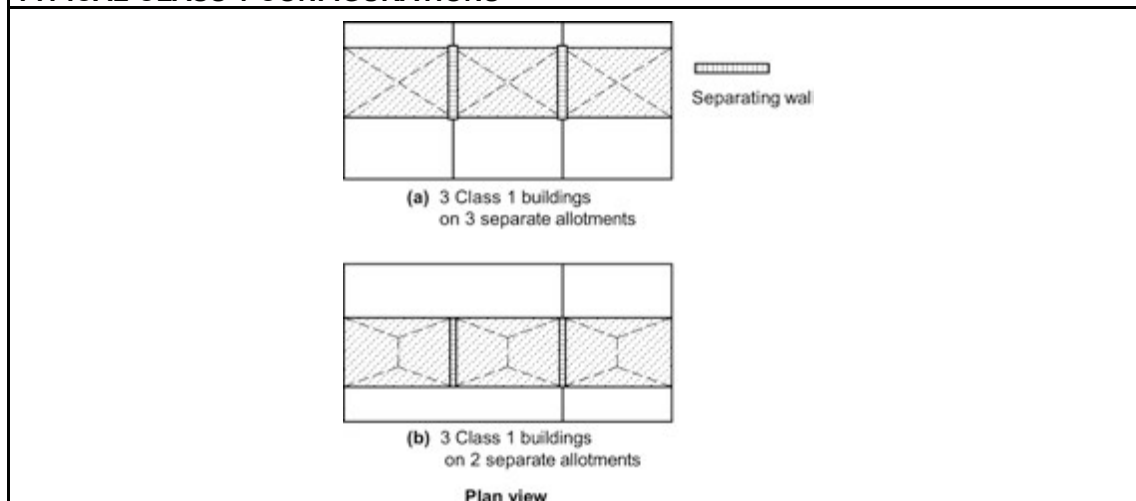 Separating wall
(a) 3 Class 1 buildings
on 3 separate allotments
(b) 3 Class 1 buildings
on 2 separate allotments
Plan view